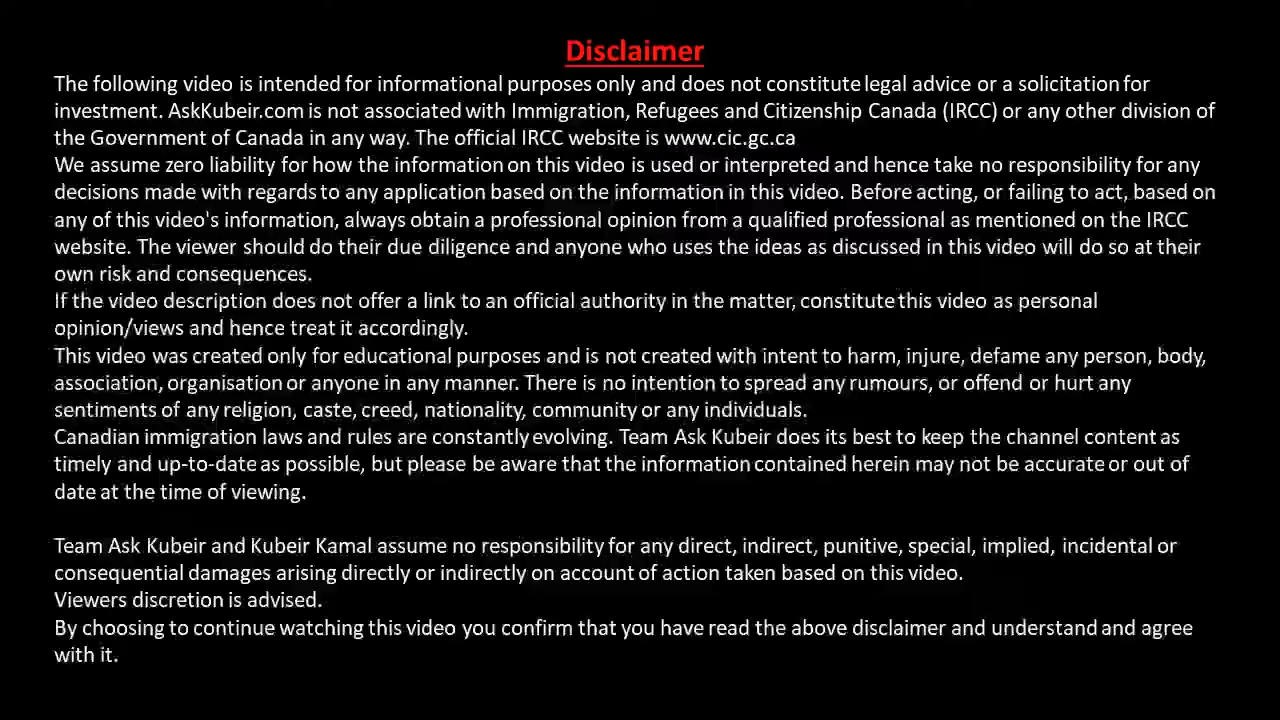 Disclaimer
The following video is intended for informational purposes only and does not constitute legal advice or a solicitation for
investment. AskKubeir.com is not associated with Immigration, Refugees and Citizenship Canada (IRCC) or any other division of
the Government of Canada in any way. The official IRCC website is www.cic.gc.ca
We assume zero liability for how the information on this video is used or interpreted and hence take no responsibility for any
decisions made with regards to any application based on the information in this video. Before acting, or failing to act, based on
any of this video's information, always obtain a professional opinion from a qualified professional as mentioned on the IRCC
website. The viewer should do their due diligence and anyone who uses the ideas as discussed in this video will do so at their
own risk and consequences.
If the video description does not offer a link to an official authority in the matter, constitute this video as personal
opinion/views and hence treat it accordingly.
This video was created only for educational purposes and is not created with intent to harm, injure, defame any person, body,
association, organisation or anyone in any manner. There is no intention to spread any rumours, or offend or hurt any
sentiments of any religion, caste, creed, nationality, community or any individuals.
Canadian immigration laws and rules are constantly evolving. Team Ask Kubeir does its best to keep the channel content as
timely and up-to-date as possible, but please be aware that the information contained herein may not be accurate or out of
date at the time of viewing.
Team Ask Kubeir and Kubeir Kamal assume no responsibility for any direct, indirect, punitive, special, implied, incidental or
consequential damages arising directly or indirectly on account of action taken based on this video.
Viewers discretion is advised.
By choosing to continue watching this video you confirm that you have read the above disclaimer and understand and agree
with it.